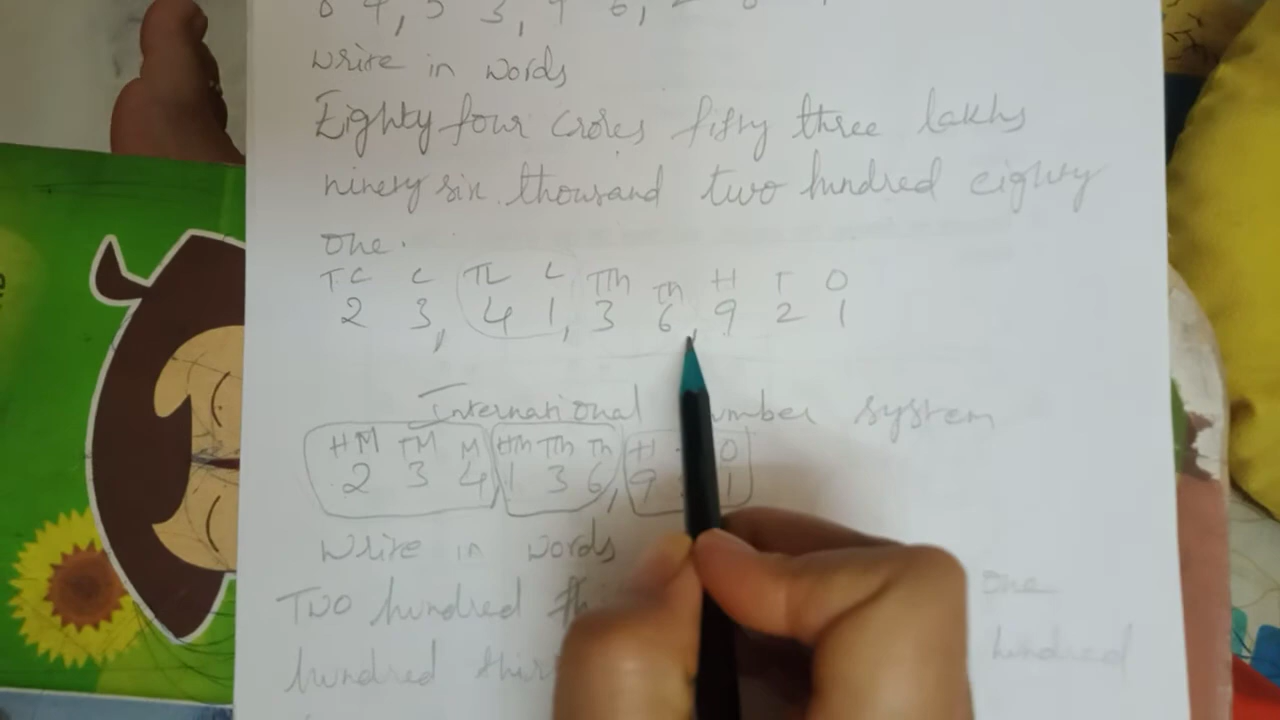 write in words
Eighty four crores fifty three lakhs
ninety six thousand two hundred eighty
one.
T.C C TL L TTh Th H T O
2 3, 4 1, 3 6, 9 2 1
International number system
HM TM M HTh TTh Th H O
2 3 4, 1 3 6, 9 1
Write in words
Two hundred one
hundred hundred